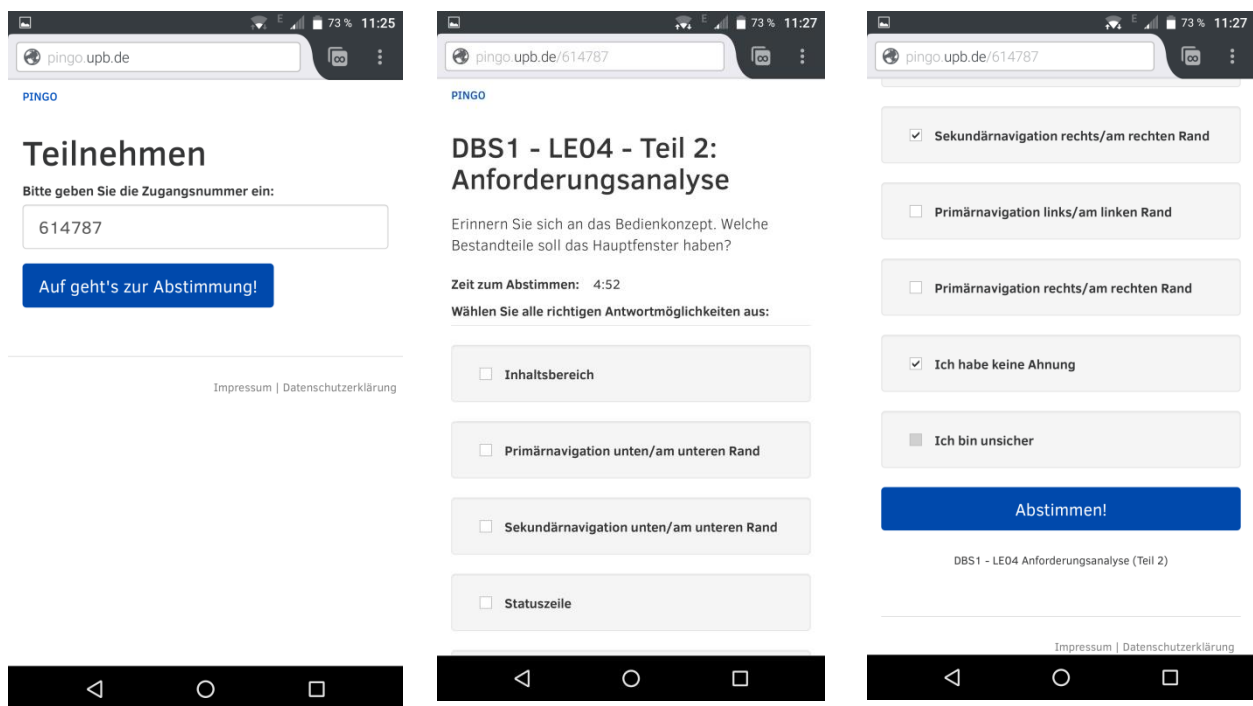 E 73 % 11:25
pingo.upb.de
PINGO
Teilnehmen
Bitte geben Sie die Zugangsnummer ein:
614787
Auf geht's zur Abstimmung!
Impressum | Datenschutzerklärung
E 73 % 11:27
pingo.upb.de/614787
PINGO
DBS1 - LE04 - Teil 2:
Anforderungsanalyse
Erinnern Sie sich an das Bedienkonzept. Welche
Bestandteile soll das Hauptfenster haben?
Zeit zum Abstimmen: 4:52
Wählen Sie alle richtigen Antwortmöglichkeiten aus:
Inhaltsbereich
Primärnavigation unten/am unteren Rand
Sekundärnavigation unten/am unteren Rand
Statuszeile
E 73 % 11:27
pingo.upb.de/614787
Sekundärnavigation rechts/am rechten Rand
Primärnavigation links/am linken Rand
Primärnavigation rechts/am rechten Rand
Ich habe keine Ahnung
Ich bin unsicher
Abstimmen!
DBS1 - LE04 Anforderungsanalyse (Teil 2)
Impressum | Datenschutzerklärung